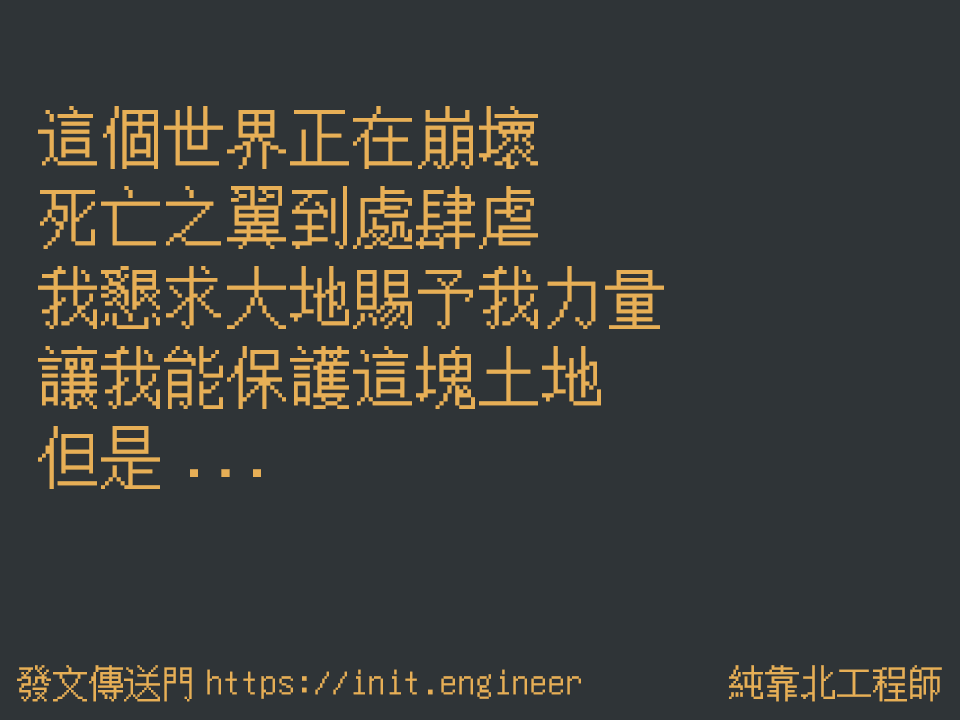 這個世界正在崩壞
死亡之翼到處肆虐
我懇求大地賜予我力量
讓我能保護這塊土地
但是 ...
發文傳送門 https://init.engineer
純靠北工程師